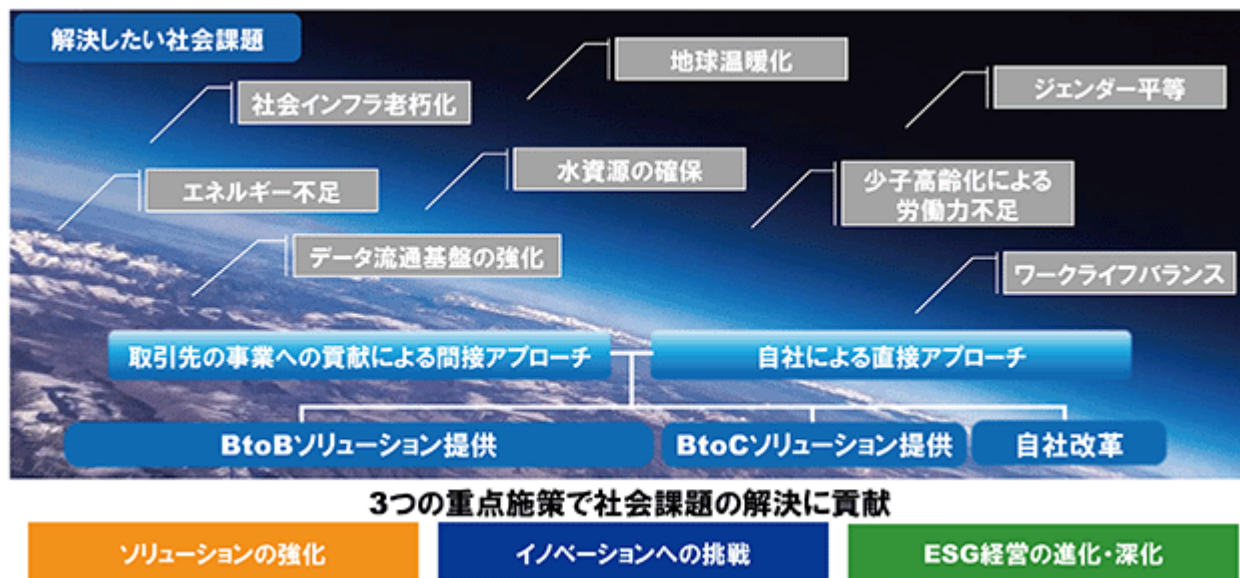 解決したい社会課題
地球温暖化
ジェンダー平等
社会インフラ老朽化
水資源の確保
少子高齢化による
労働力不足
エネルギー不足
データ流通基盤の強化
ワークライフバランス
取引先の事業への貢献による間接アプローチ
自社による直接アプローチ
BtoBソリューション提供
BtoCソリューション提供
自社改革
3つの重点施策で社会課題の解決に貢献
ソリューションの強化
イノベーションへの挑戦
ESG経営の進化・深化